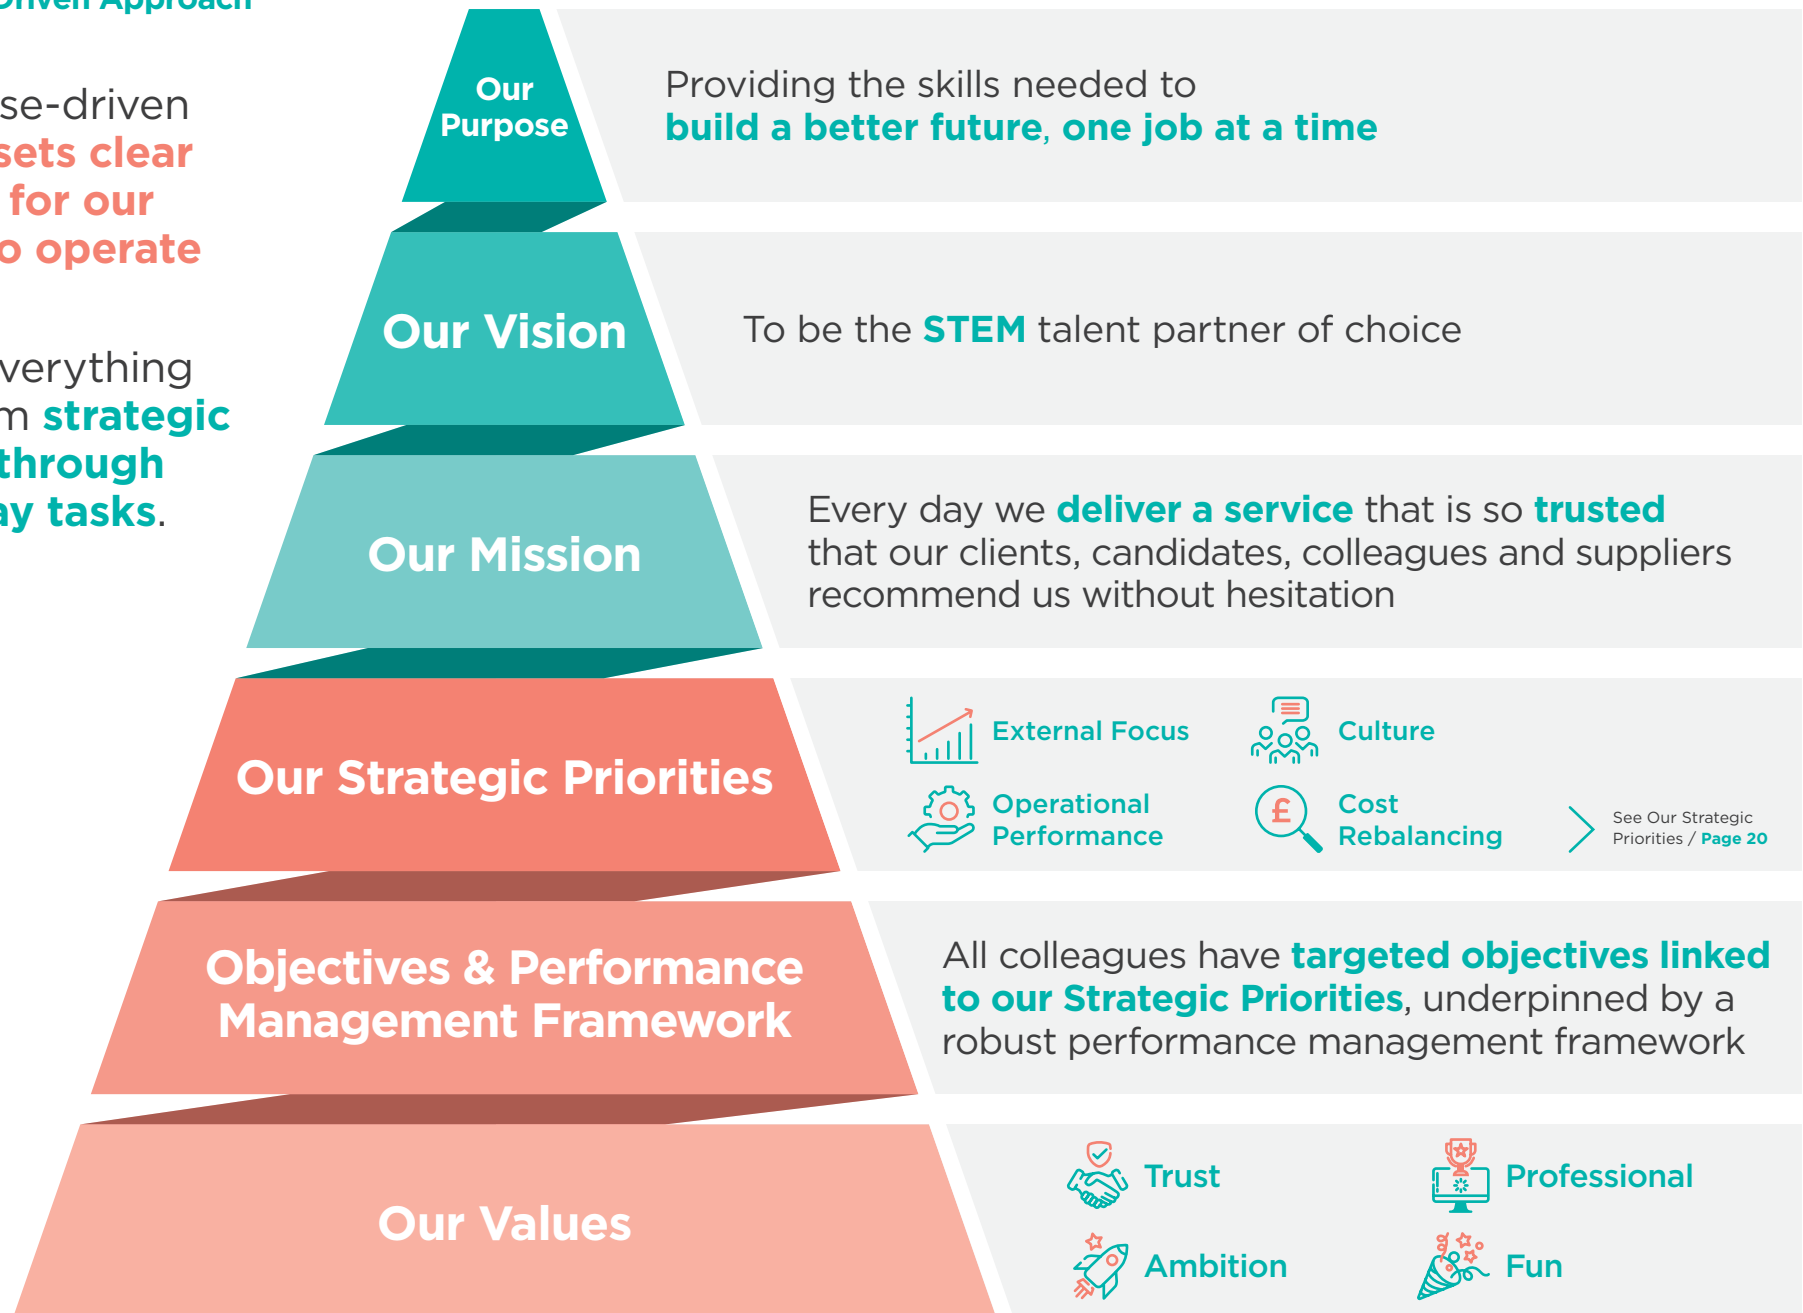 Driven Approach
se-driven
sets clear
for our
o operate
verything
m strategic
through
ay tasks.
Our
Purpose
Providing the skills needed to
build a better future, one job at a time
Our Vision
To be the STEM talent partner of choice
Our Mission
Every day we deliver a service that is so trusted
that our clients, candidates, colleagues and suppliers
recommend us without hesitation
Our Strategic Priorities
External Focus
Culture
Operational
Performance
£
Cost
Rebalancing
See Our Strategic
Priorities / Page 20
Objectives & Performance
Management Framework
All colleagues have targeted objectives linked
to our Strategic Priorities, underpinned by a
robust performance management framework
Our Values
Trust
Professional
Ambition
Fun